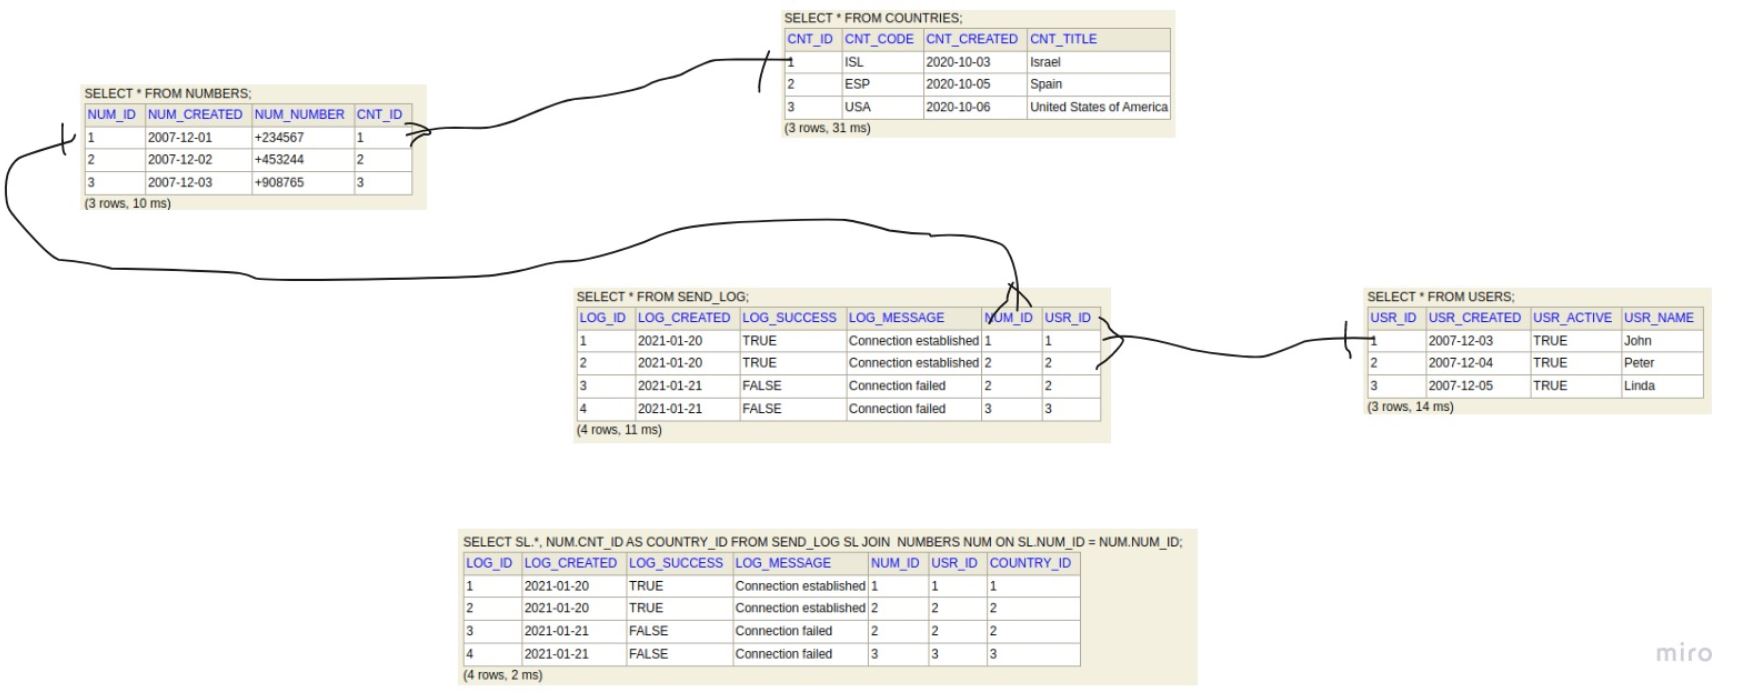 SELECT * FROM COUNTRIES;
CNT_ID CNT_CODE CNT_CREATED CNT_TITLE
1 ISL 2020-10-03 Israel
2 ESP 2020-10-05 Spain
3 USA 2020-10-06 United States of America
(3 rows, 31 ms)
SELECT * FROM NUMBERS;
NUM_ID NUM_CREATED NUM_NUMBER CNT_ID
1 2007-12-01 +234567 1
2 2007-12-02 +453244 2
3 2007-12-03 +908765 3
(3 rows, 10 ms)
SELECT * FROM SEND_LOG;
LOG_ID LOG_CREATED LOG_SUCCESS LOG_MESSAGE NUM_ID USR_ID
1 2021-01-20 TRUE Connection established 1 1
2 2021-01-20 TRUE Connection established 2 2
3 2021-01-21 FALSE Connection failed 2 2
4 2021-01-21 FALSE Connection failed 3 3
(4 rows, 11 ms)
SELECT * FROM USERS;
USR_ID USR_CREATED USR_ACTIVE USR_NAME
1 2007-12-03 TRUE John
2 2007-12-04 TRUE Peter
3 2007-12-05 TRUE Linda
(3 rows, 14 ms)
SELECT SL.*, NUM.CNT_ID AS COUNTRY_ID FROM SEND_LOG SL JOIN  NUMBERS NUM ON SL.NUM_ID = NUM.NUM_ID;
LOG_ID LOG_CREATED LOG_SUCCESS LOG_MESSAGE NUM_ID USR_ID COUNTRY_ID
1 2021-01-20 TRUE Connection established 1 1 1
2 2021-01-20 TRUE Connection established 2 2 2
3 2021-01-21 FALSE Connection failed 2 2 2
4 2021-01-21 FALSE Connection failed 3 3 3
(4 rows, 2 ms)
miro